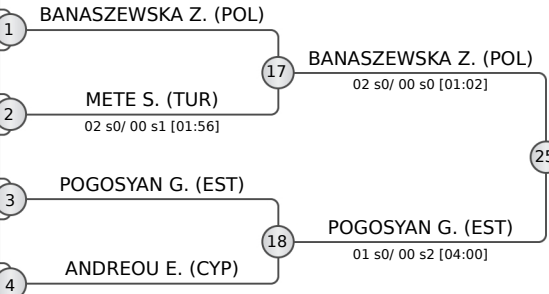 BANASZEWSKA Z. (POL)
1
17
BANASZEWSKA Z. (POL)
02 s0/ 00 s0 [01:02]
METE S. (TUR)
2
02 s0/ 00 s1 [01:56]
25
POGOSYAN G. (EST)
3
18
POGOSYAN G. (EST)
01 s0/ 00 s2 [04:00]
ANDREOU E. (CYP)
4